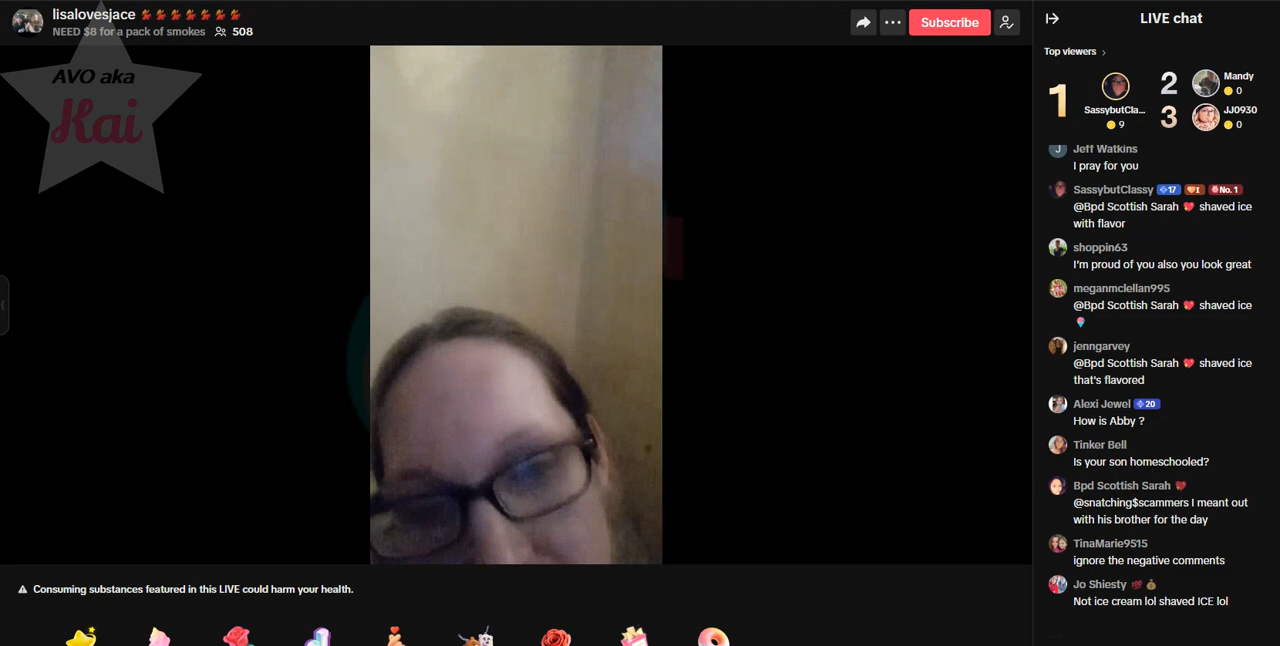 lisalovesjace
NEED $8 for a pack of smokes 508
Subscribe
AVO aka
Kai
LIVE chat
Top viewers
1
SassybutCla...
9
2
Mandy
0
3
JJ0930
0
J
Jeff Watkins
I pray for you
SassybutClassy 17 I No. 1
@Bpd Scottish Sarah shaved ice
with flavor
shoppin63
I'm proud of you also you look great
meganmclellan995
@Bpd Scottish Sarah shaved ice
jenngarvey
@Bpd Scottish Sarah shaved ice
that's flavored
Alexi Jewel 20
How is Abby ?
Tinker Bell
Is your son homeschooled?
Bpd Scottish Sarah
@snatching$scammers I meant out
with his brother for the day
TinaMarie9515
ignore the negative comments
Jo Shiesty
Not ice cream lol shaved ICE lol
Consuming substances featured in this LIVE could harm your health.